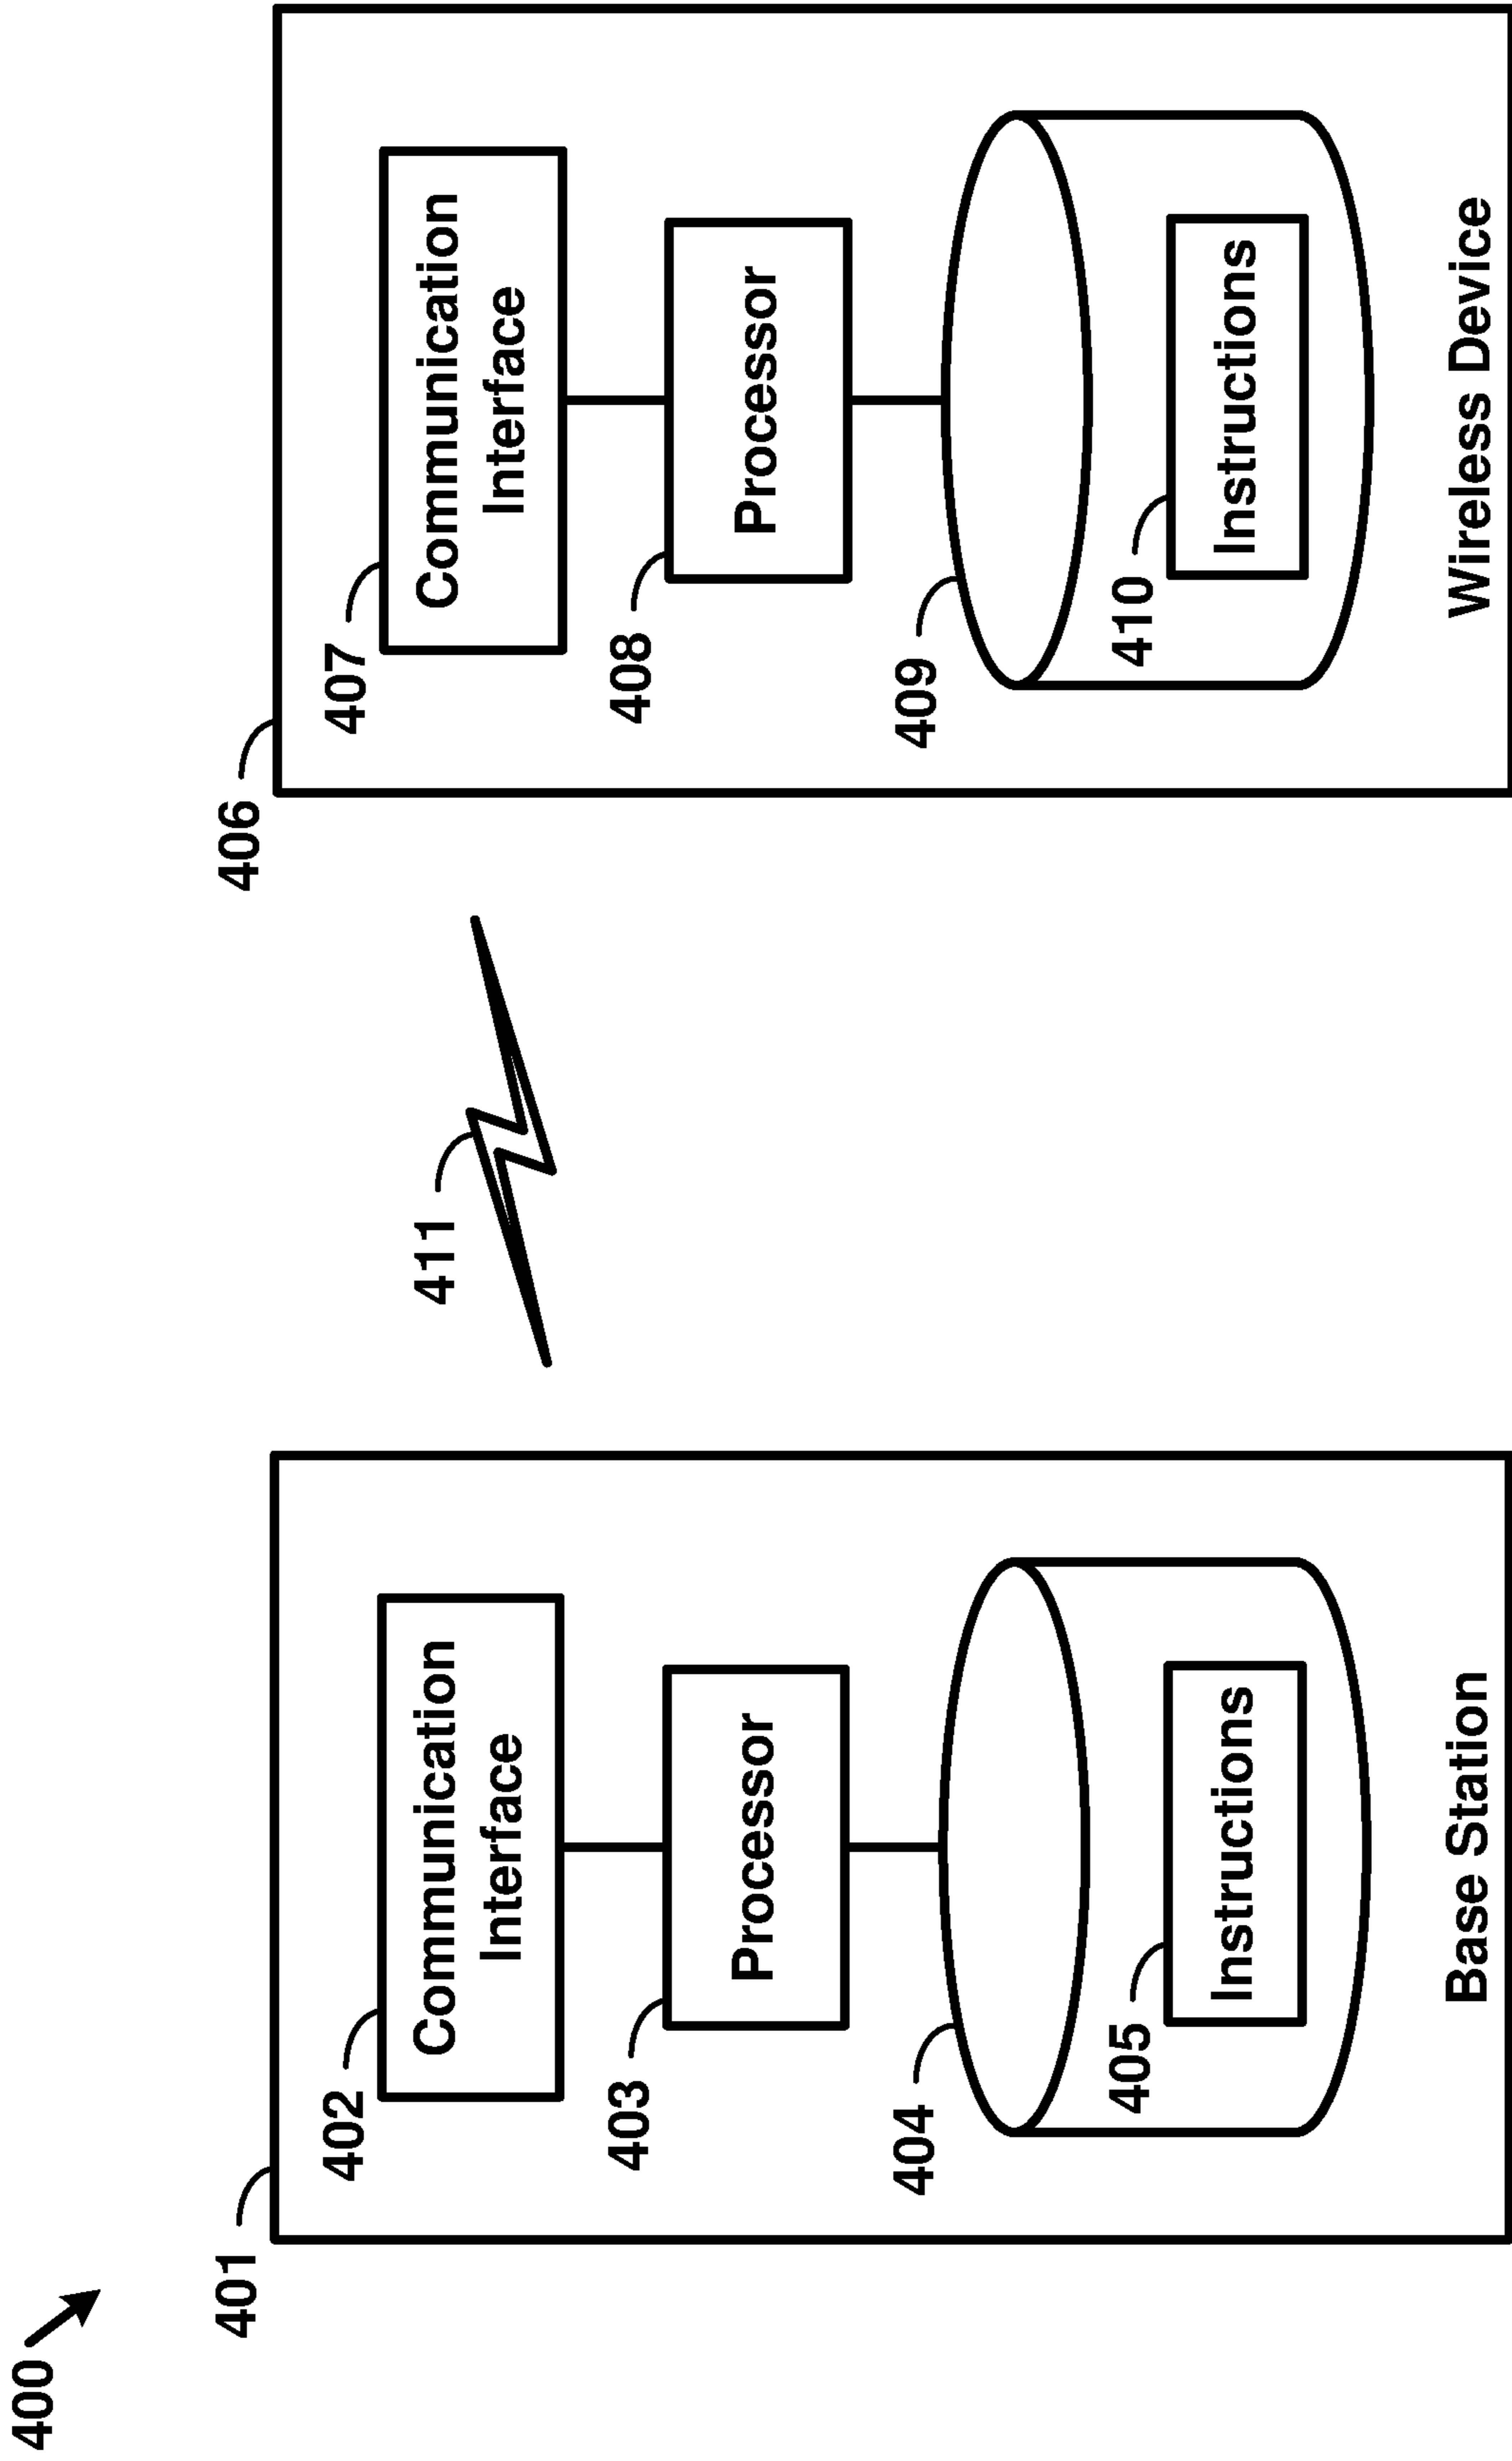 400
401
402
Communication
Interface
403
Processor
404
405
Instructions
Base Station
411
406
407
Communication
Interface
408
Processor
409
410
Instructions
Wireless Device